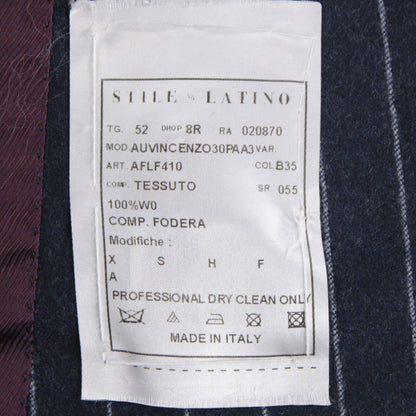 STILE LATINO
TG. 52 DROP 8R RA 020870
MOD. AUVINCENZO30PAA3 VAR.
ART. AFLF410 COL. B35
COMP. TESSUTO SR. 055
100%W0
COMP. FODERA
Modifiche :
X S H F
A
PROFESSIONAL DRY CLEAN ONLY
MADE IN ITALY